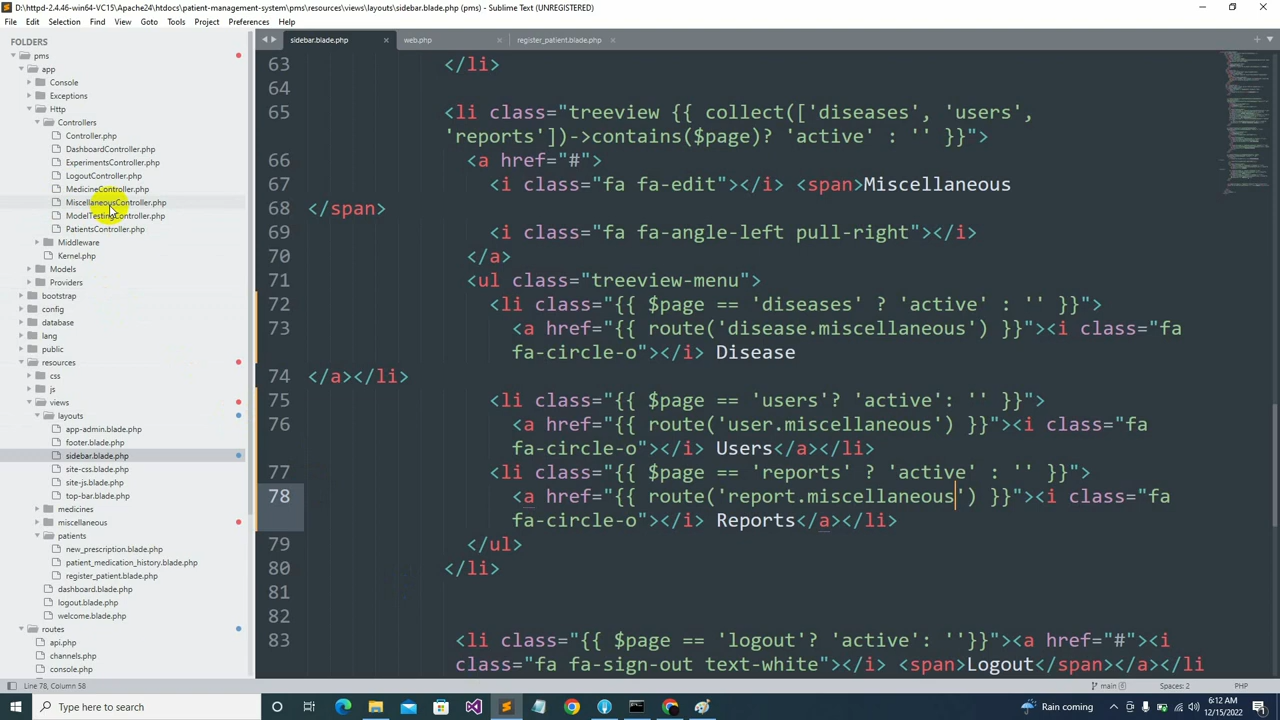 D:\httpd-2.4.46-win64-VC15\Apache24\htdocs\patient-management-system\pms\resources\views\layouts\sidebar.blade.php (pms) - Sublime Text (UNREGISTERED)
File Edit Selection Find View Goto Tools Project Preferences Help
FOLDERS
pms
app
Console
Exceptions
Http
Controllers
Controller.php
DashboardController.php
ExperimentsController.php
LogoutController.php
MedicineController.php
MiscellaneousController.php
ModelTestingController.php
PatientsController.php
Middleware
Kernel.php
Models
Providers
bootstrap
config
database
lang
public
resources
css
js
views
layouts
app-admin.blade.php
footer.blade.php
sidebar.blade.php
site-css.blade.php
site-js.blade.php
top-bar.blade.php
medicines
miscellaneous
patients
new_prescription.blade.php
patient_medication_history.blade.php
register_patient.blade.php
dashboard.blade.php
logout.blade.php
welcome.blade.php
routes
api.php
channels.php
console.php
sidebar.blade.php web.php register_patient.blade.php
63 </li>
64
65 <li class="treeview {{ collect(['diseases', 'users',
'reports'])->contains($page)? 'active' : '' }}">
66 <a href="#">
67 <i class="fa fa-edit"></i> <span>Miscellaneous
68 </span>
69 <i class="fa fa-angle-left pull-right"></i>
70 </a>
71 <ul class="treeview-menu">
72 <li class="{{ $page == 'diseases' ? 'active' : '' }}">
73 <a href="{{ route('disease.miscellaneous') }}"><i class="fa
fa-circle-o"></i> Disease
74 </a></li>
75 <li class="{{ $page == 'users'? 'active': '' }}">
76 <a href="{{ route('user.miscellaneous') }}"><i class="fa
fa-circle-o"></i> Users</a></li>
77 <li class="{{ $page == 'reports' ? 'active' : '' }}">
78 <a href="{{ route('report.miscellaneous') }}"><i class="fa
fa-circle-o"></i> Reports</a></li>
79 </ul>
80 </li>
81
82
83 <li class="{{ $page == 'logout'? 'active': ''}}"><a href="#"><i
class="fa fa-sign-out text-white"></i> <span>Logout</span></a></li
Line 78, Column 58 main 6 Spaces: 2 PHP
Type here to search Rain coming 6:12 AM
12/15/2022